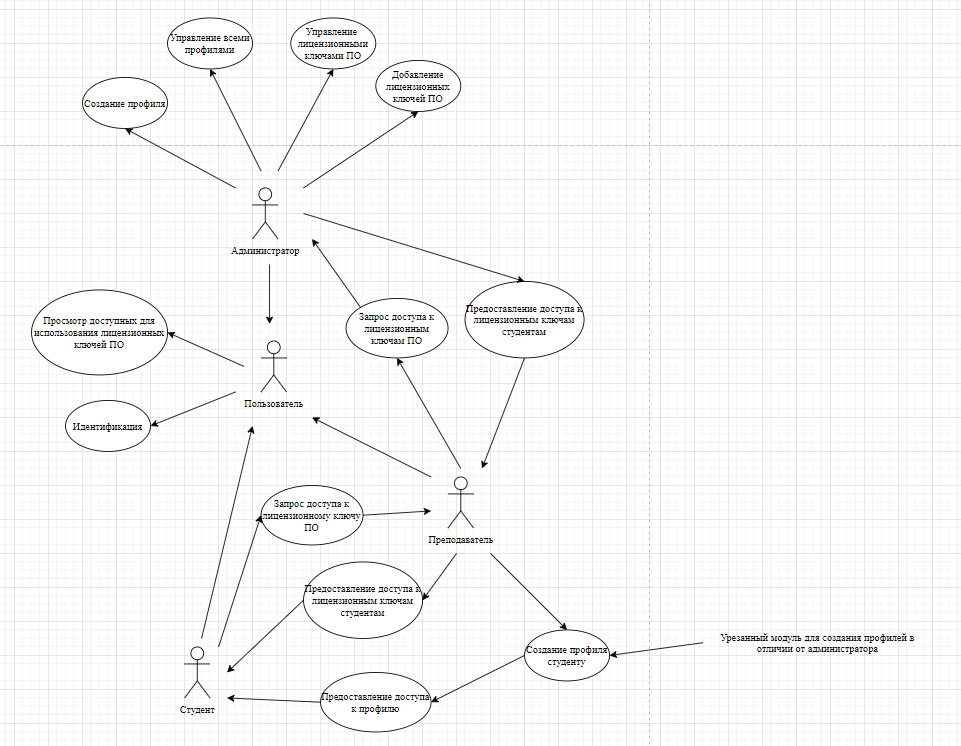 Управление всеми
профилями
Управление
лицензионными
ключами ПО
Добавление
лицензионных
ключей ПО
Создание профиля
Администратор
Просмотр доступных для
использования лицензионных
ключей ПО
Запрос доступа к
лицензионным
ключам ПО
Предоставление доступа к
лицензионным ключам
студентам
Пользователь
Идентификация
Запрос доступа к
лицензионному ключу
ПО
Преподаватель
Предоставление доступа к
лицензионным ключам
студентам
Создание профиля
студенту
Урезанный модуль для создания профилей в
отличии от администратора
Студент
Предоставление доступа
к профилю